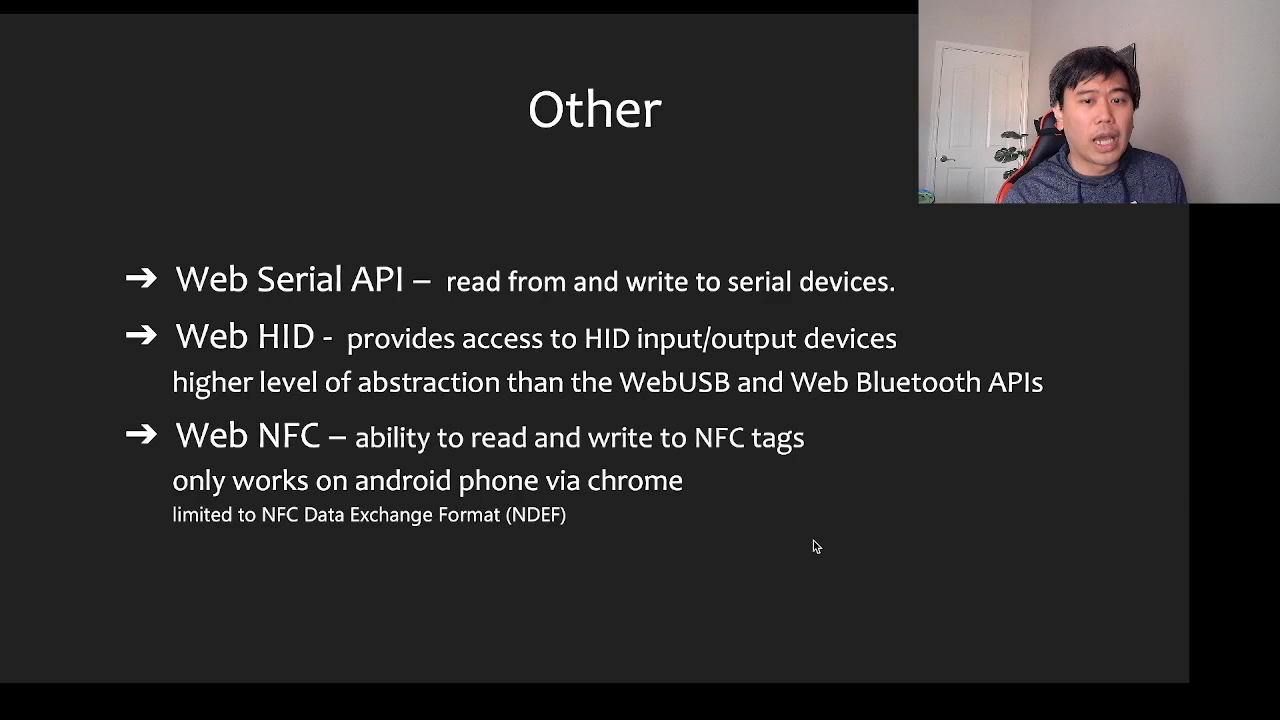 Other
➔ Web Serial API – read from and write to serial devices.
➔ Web HID - provides access to HID input/output devices
higher level of abstraction than the WebUSB and Web Bluetooth APIs
➔ Web NFC – ability to read and write to NFC tags
only works on android phone via chrome
limited to NFC Data Exchange Format (NDEF)